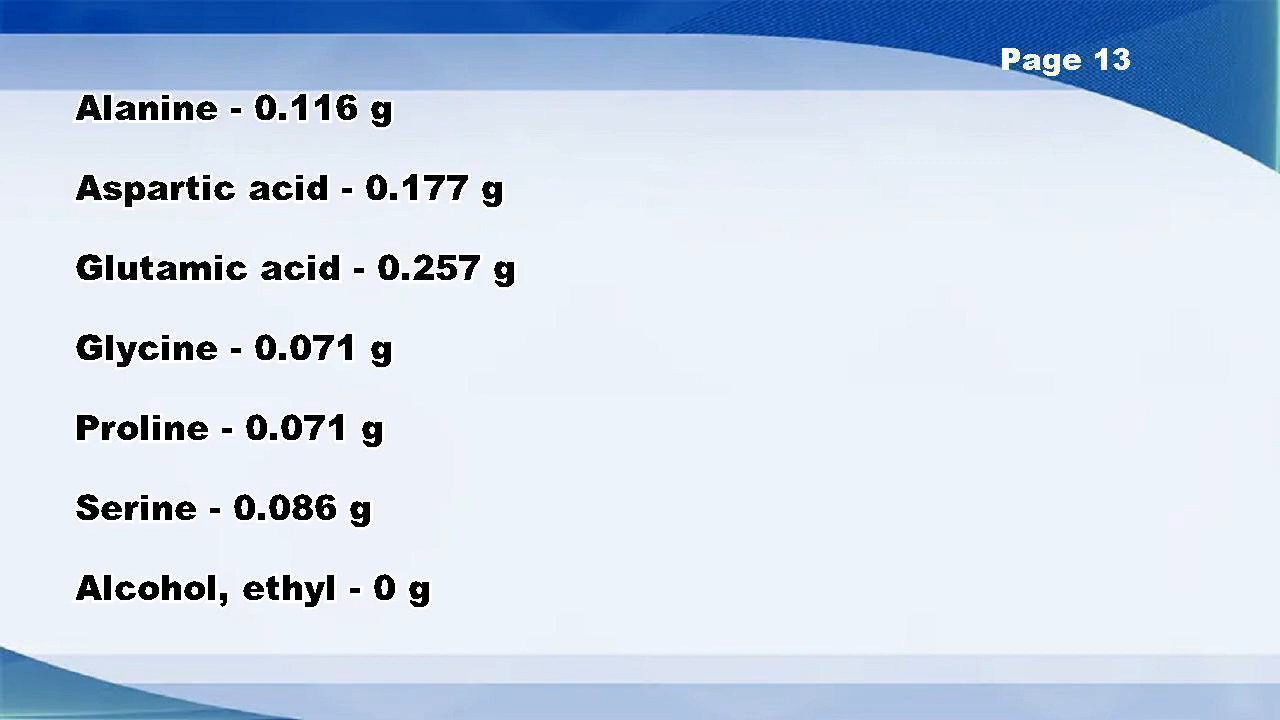 Page 13
Alanine - 0.116 g
Aspartic acid - 0.177 g
Glutamic acid - 0.257 g
Glycine - 0.071 g
Proline - 0.071 g
Serine - 0.086 g
Alcohol, ethyl - 0 g